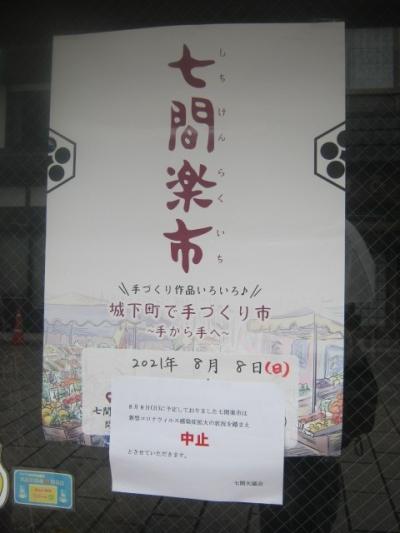 七間楽市
しちけんらくいち
手づくり作品いろいろ♪
城下町で手づくり市
~手から手へ~
2021年 8月 8日(日)
七
8月8日(日)に予定しておりました七間楽市は
新型コロナウィルス感染症拡大の状況を踏まえ
中止
とさせていただきます。